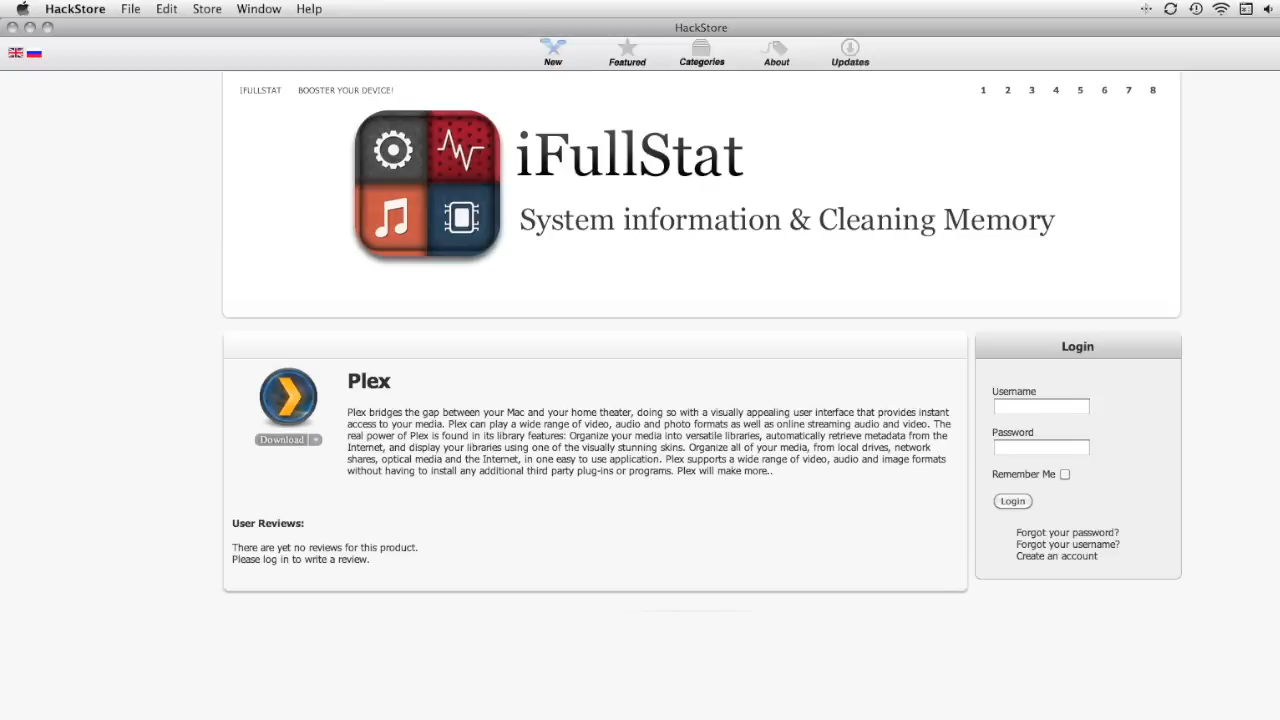 HackStore File Edit Store Window Help
HackStore
New Featured Categories About Updates
IFULLSTAT BOOSTER YOUR DEVICE! 1 2 3 4 5 6 7 8
iFullStat
System information & Cleaning Memory
Plex
Plex bridges the gap between your Mac and your home theater, doing so with a visually appealing user interface that provides instant
access to your media. Plex can play a wide range of video, audio and photo formats as well as online streaming audio and video. The
real power of Plex is found in its library features: Organize your media into versatile libraries, automatically retrieve metadata from the
Internet, and display your libraries using one of the visually stunning skins. Organize all of your media, from local drives, network
shares, optical media and the Internet, in one easy to use application. Plex supports a wide range of video, audio and image formats
without having to install any additional third party plug-ins or programs. Plex will make more..
Download
User Reviews:
There are yet no reviews for this product.
Please log in to write a review.
Login
Username
Password
Remember Me
Login
Forgot your password?
Forgot your username?
Create an account